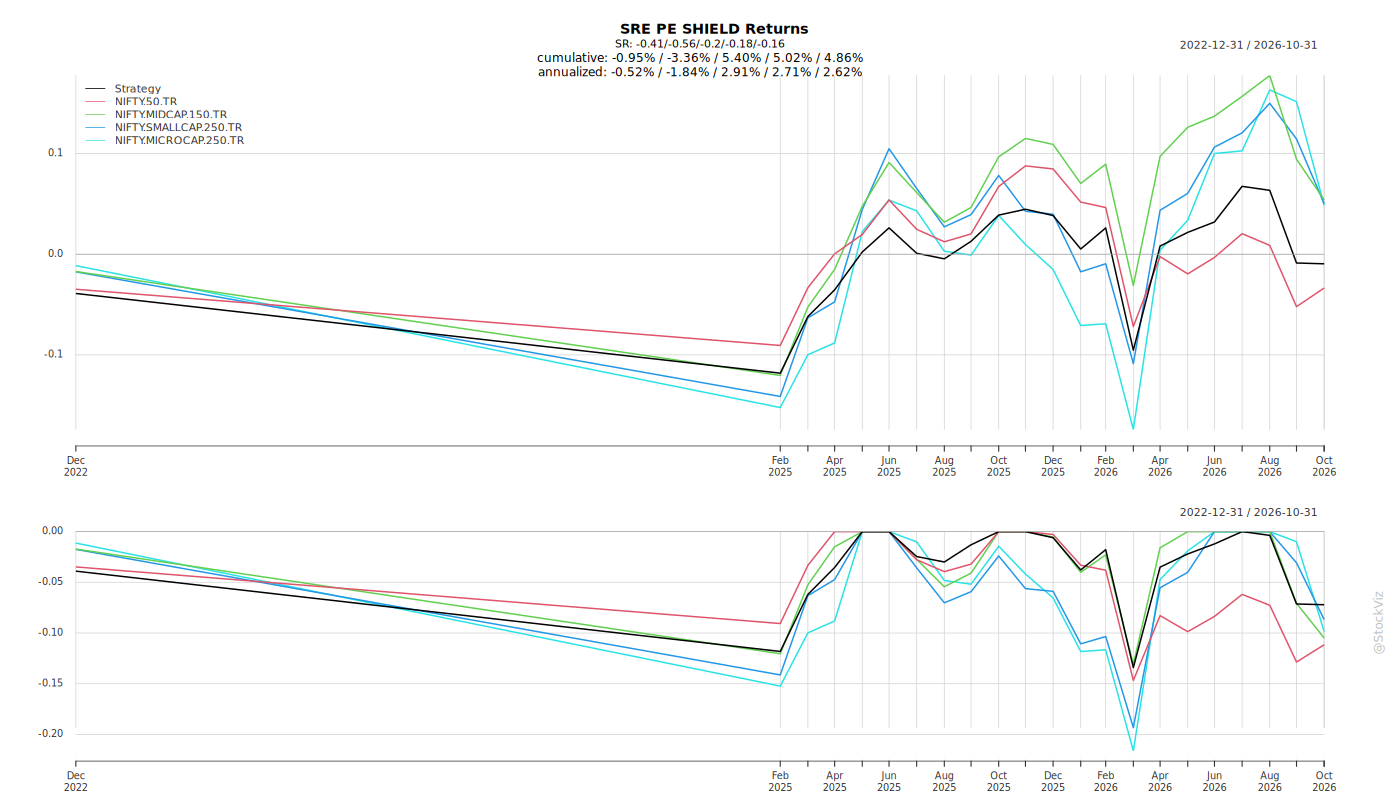 SRE PE SHIELD Returns
SR: -0.41/-0.56/-0.2/-0.18/-0.16
cumulative: -0.95% / -3.36% / 5.40% / 5.02% / 4.86%
annualized: -0.52% / -1.84% / 2.91% / 2.71% / 2.62%
2022-12-31 / 2026-10-31
Strategy
NIFTY.50.TR
NIFTY.MIDCAP.150.TR
NIFTY.SMALLCAP.250.TR
NIFTY.MICROCAP.250.TR
0.1
0.0
-0.1
Dec Feb Apr Jun Aug Oct Dec Feb Apr Jun Aug Oct
2022 2025 2025 2025 2025 2025 2025 2026 2026 2026 2026 2026
2022-12-31 / 2026-10-31
0.00
-0.05
-0.10
-0.15
-0.20
Dec Feb Apr Jun Aug Oct Dec Feb Apr Jun Aug Oct
2022 2025 2025 2025 2025 2025 2025 2026 2026 2026 2026 2026
@StockViz